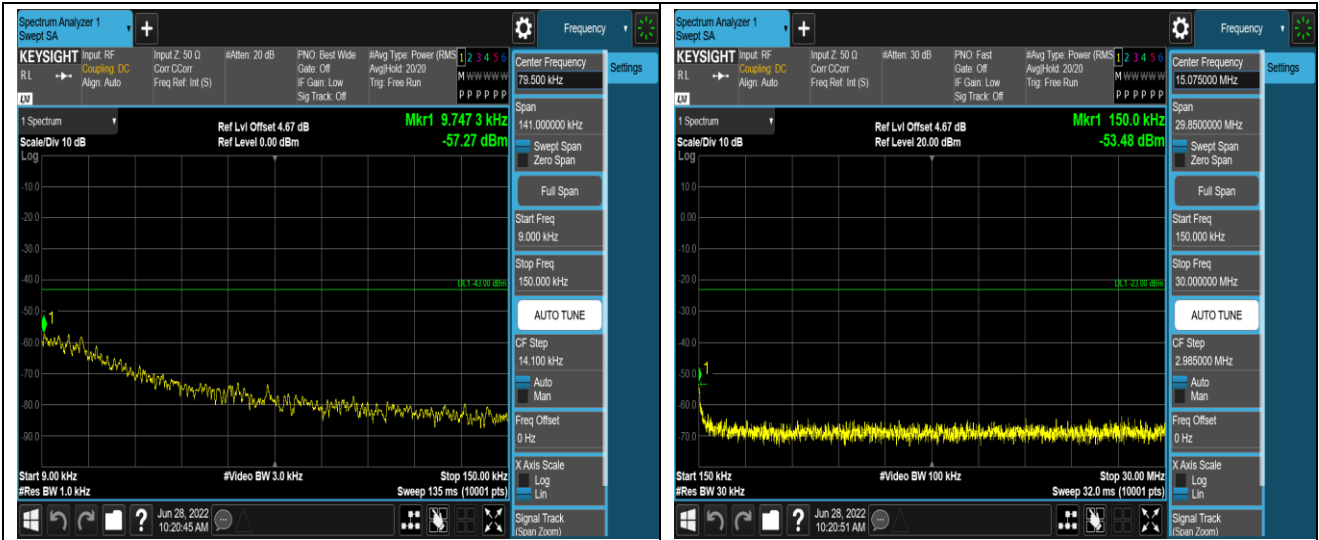 Spectrum Analyzer 1
Swept SA
Frequency
KEYSIGHT
RL
Input: RF
Coupling: DC
Align: Auto
Input Z: 50 Ω
Corr CCorr
Freq Ref: Int (S)
#Atten: 20 dB
PNO: Best Wide
Gate: Off
IF Gain: Low
Sig Track: Off
#Avg Type: Power (RMS
Avg|Hold: 20/20
Trig: Free Run
1 2 3 4 5 6
M W W W W W
P P P P P P
1 Spectrum
Scale/Div 10 dB
Log
Ref Lvl Offset 4.67 dB
Ref Level 0.00 dBm
Mkr1 9.747 3 kHz
-57.27 dBm
-10.0
-20.0
-30.0
-40.0
-50.0
-60.0
-70.0
-80.0
-90.0
DL1 -43.00 dBm
1
Start 9.00 kHz
#Res BW 1.0 kHz
#Video BW 3.0 kHz
Stop 150.00 kHz
Sweep 135 ms (10001 pts)
Center Frequency
79.500 kHz
Settings
Span
141.000000 kHz
Swept Span
Zero Span
Full Span
Start Freq
9.000 kHz
Stop Freq
150.000 kHz
AUTO TUNE
CF Step
14.100 kHz
Auto
Man
Freq Offset
0 Hz
X Axis Scale
Log
Lin
Signal Track
(Span Zoom)
Jun 28, 2022
10:20:45 AM
Spectrum Analyzer 1
Swept SA
Frequency
KEYSIGHT
RL
Input: RF
Coupling: DC
Align: Auto
Input Z: 50 Ω
Corr CCorr
Freq Ref: Int (S)
#Atten: 30 dB
PNO: Fast
Gate: Off
IF Gain: Low
Sig Track: Off
#Avg Type: Power (RMS
Avg|Hold: 20/20
Trig: Free Run
1 2 3 4 5 6
M W W W W W
P P P P P P
1 Spectrum
Scale/Div 10 dB
Log
Ref Lvl Offset 4.67 dB
Ref Level 20.00 dBm
Mkr1 150.0 kHz
-53.48 dBm
10.0
0.00
-10.0
-20.0
-30.0
-40.0
-50.0
-60.0
-70.0
DL1 -23.00 dBm
1
Start 150 kHz
#Res BW 30 kHz
#Video BW 100 kHz
Stop 30.00 MHz
Sweep 32.0 ms (10001 pts)
Center Frequency
15.075000 MHz
Settings
Span
29.8500000 MHz
Swept Span
Zero Span
Full Span
Start Freq
150.000 kHz
Stop Freq
30.000000 MHz
AUTO TUNE
CF Step
2.985000 MHz
Auto
Man
Freq Offset
0 Hz
X Axis Scale
Log
Lin
Signal Track
(Span Zoom)
Jun 28, 2022
10:20:51 AM